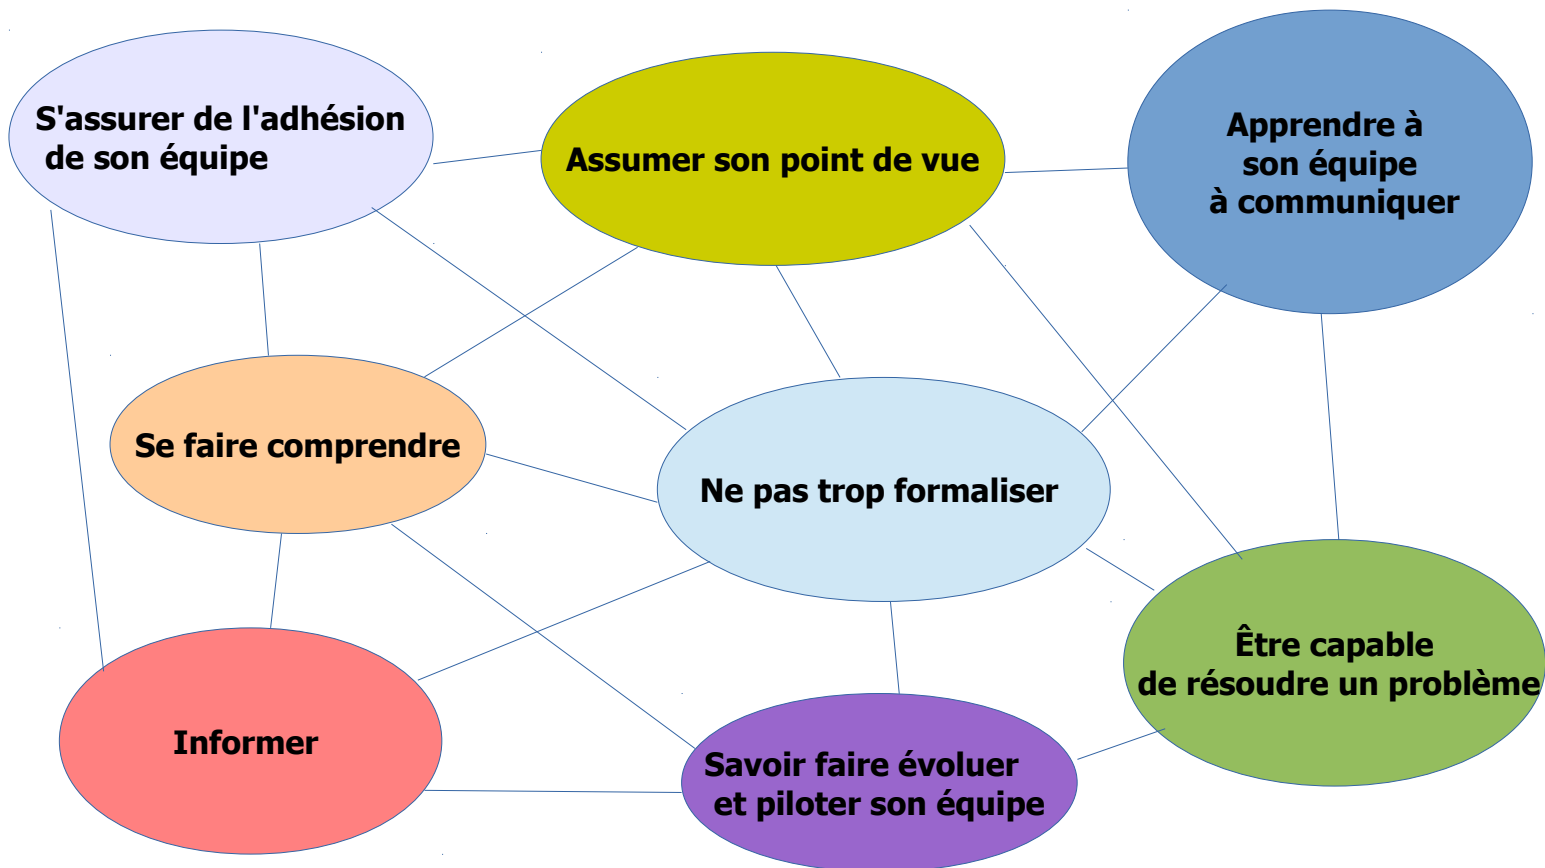 S'assurer de l'adhésion
de son équipe
Assumer son point de vue
Apprendre à
son équipe
à communiquer
Se faire comprendre
Ne pas trop formaliser
Être capable
de résoudre un problème
Informer
Savoir faire évoluer
et piloter son équipe